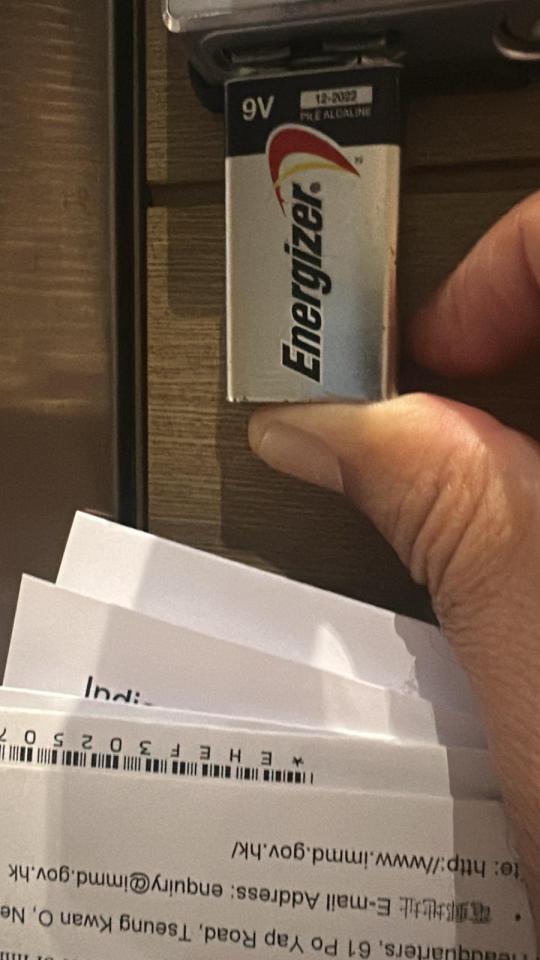 9V
12-2022
PILE ALCALINE
Energizer®
Headquarters, 61 Po Yap Road, Tseung Kwan O, Ne
• 電郵地址 E-mail Address: enquiry@immd.gov.hk
te: http://www.immd.gov.hk/
* E H E F 3 0 2 5 0 7
Indi